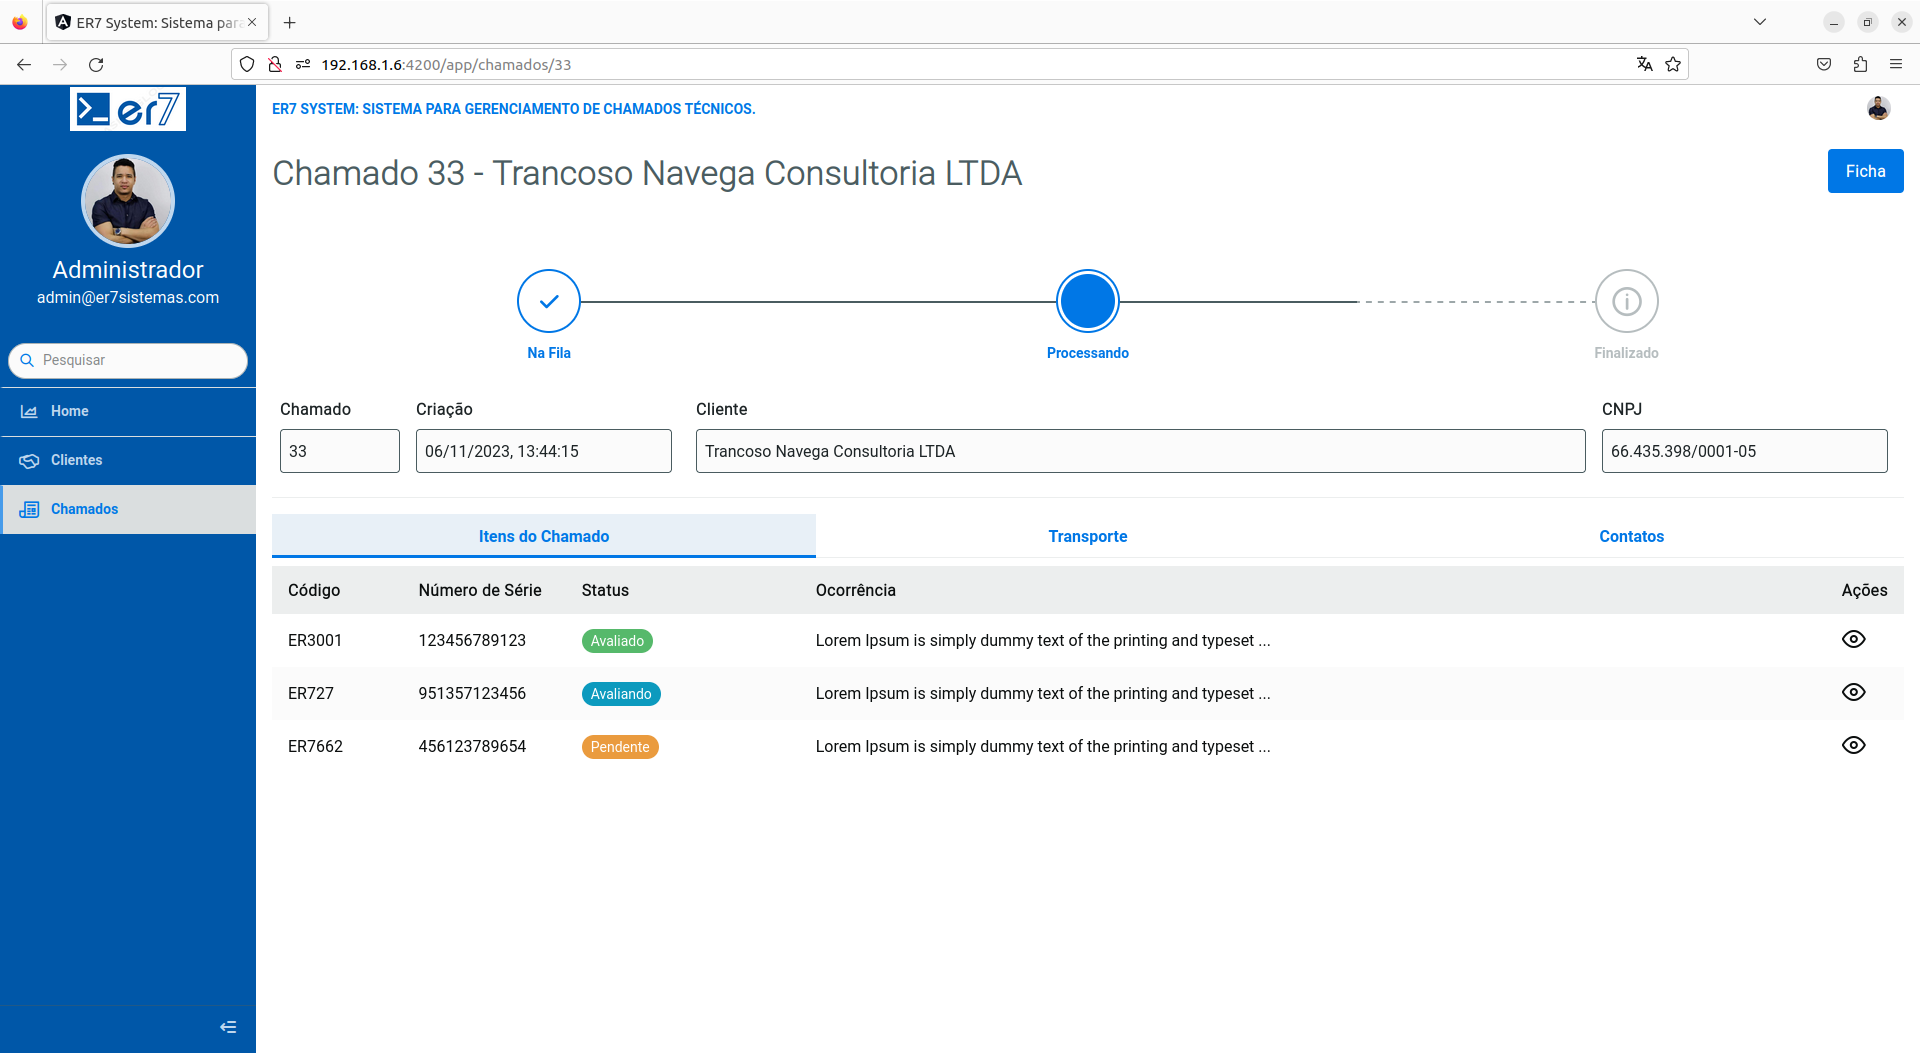 ER7 System: Sistema para
192.168.1.6:4200/app/chamados/33
er7
Administrador
admin@er7sistemas.com
Pesquisar
Home
Clientes
Chamados
ER7 SYSTEM: SISTEMA PARA GERENCIAMENTO DE CHAMADOS TÉCNICOS.
Chamado 33 - Trancoso Navega Consultoria LTDA
Ficha
Na Fila
Processando
Finalizado
Chamado Criação Cliente CNPJ
33 06/11/2023, 13:44:15 Trancoso Navega Consultoria LTDA 66.435.398/0001-05
Itens do Chamado Transporte Contatos
Código Número de Série Status Ocorrência Ações
ER3001 123456789123 Avaliado Lorem Ipsum is simply dummy text of the printing and typeset ...
ER727 951357123456 Avaliando Lorem Ipsum is simply dummy text of the printing and typeset ...
ER7662 456123789654 Pendente Lorem Ipsum is simply dummy text of the printing and typeset ...